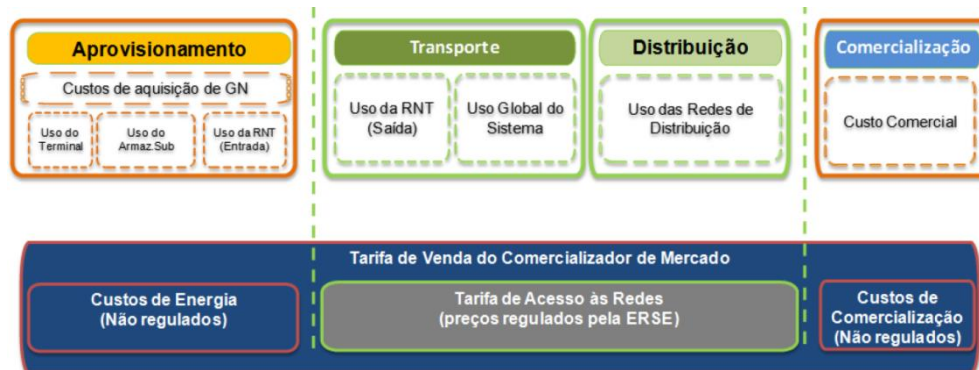 Aprovisionamento
Custos de aquisição de GN
Uso do
Terminal
Uso do
Armaz.Sub
Uso da RNT
(Entrada)
Transporte
Uso da RNT
(Saída)
Uso Global do
Sistema
Distribuição
Uso das Redes de
Distribuição
Comercialização
Custo Comercial
Tarifa de Venda do Comercializador de Mercado
Custos de Energia
(Não regulados)
Tarifa de Acesso às Redes
(preços regulados pela ERSE)
Custos de
Comercialização
(Não regulados)